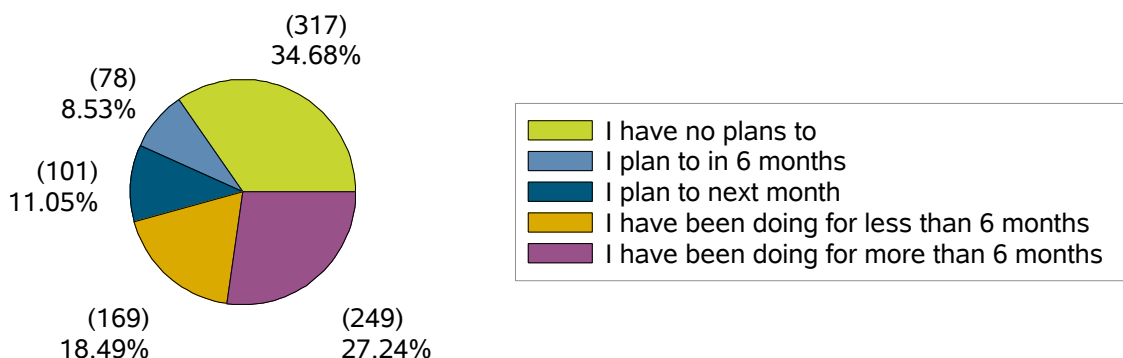 (317)
34.68%
(78)
8.53%
(101)
11.05%
(169)
18.49%
(249)
27.24%
I have no plans to
I plan to in 6 months
I plan to next month
I have been doing for less than 6 months
I have been doing for more than 6 months